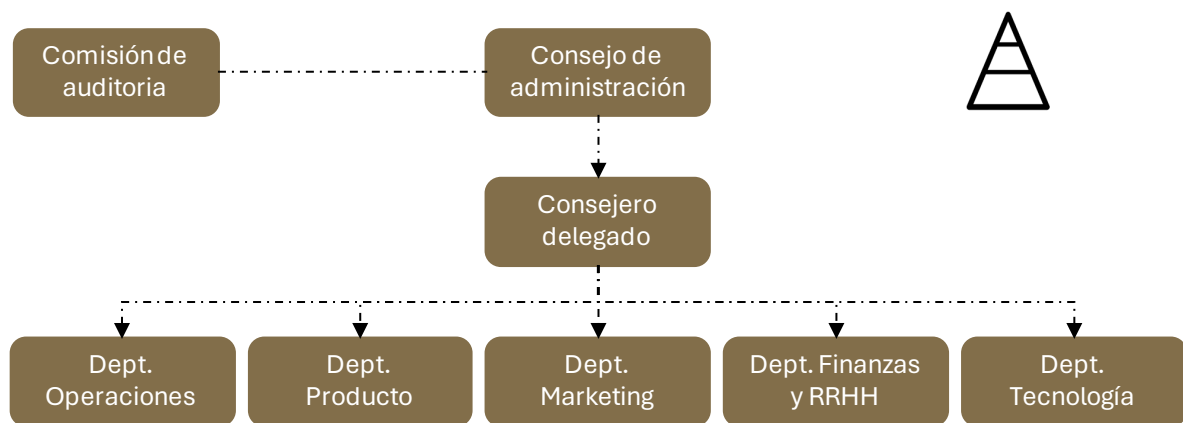 Comisión de
auditoria
Consejo de
administración
Consejero
delegado
Dept.
Operaciones
Dept.
Producto
Dept.
Marketing
Dept. Finanzas
y RRHH
Dept.
Tecnología